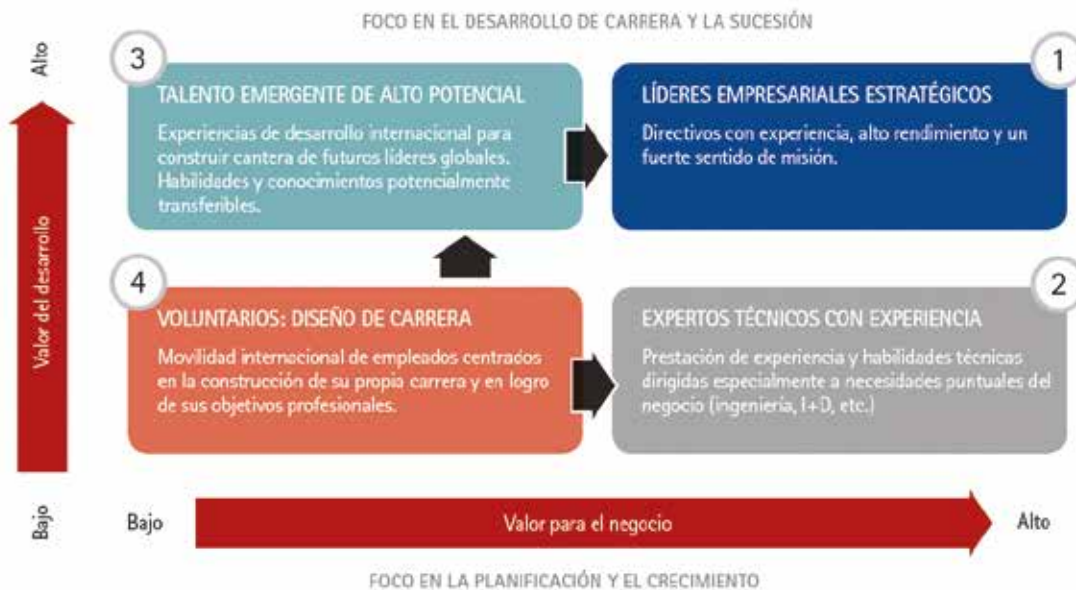 FOCO EN EL DESARROLLO DE CARRERA Y LA SUCESIÓN
Alto
Valor del desarrollo
Bajo
3
TALENTO EMERGENTE DE ALTO POTENCIAL
Experiencias de desarrollo internacional para
construir cantera de futuros líderes globales.
Habilidades y conocimientos potencialmente
transferibles.
1
LÍDERES EMPRESARIALES ESTRATÉGICOS
Directivos con experiencia, alto rendimiento y un
fuerte sentido de misión.
4
VOLUNTARIOS: DISEÑO DE CARRERA
Movilidad internacional de empleados centrados
en la construcción de su propia carrera y en logro
de sus objetivos profesionales.
2
EXPERTOS TÉCNICOS CON EXPERIENCIA
Prestación de experiencia y habilidades técnicas
dirigidas especialmente a necesidades puntuales del
negocio (ingeniería, I+D, etc.)
Bajo
Valor para el negocio
Alto
FOCO EN LA PLANIFICACIÓN Y EL CRECIMIENTO